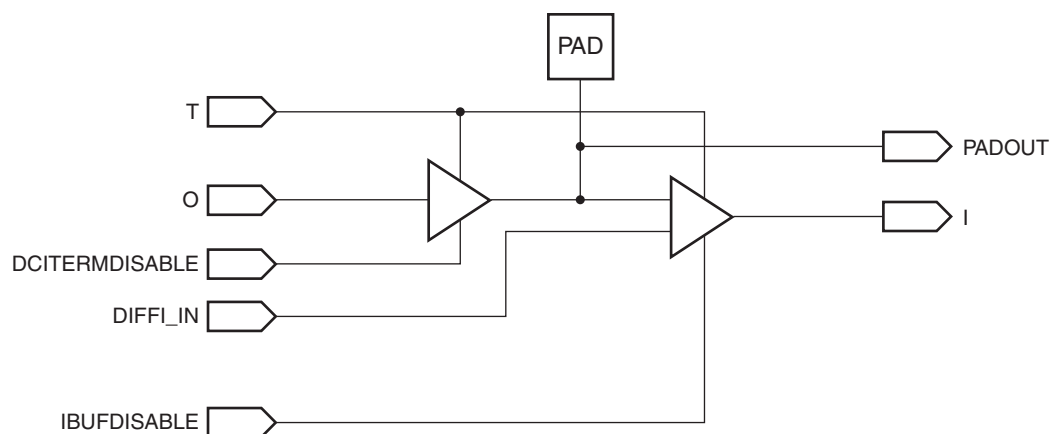 PAD
T
PADOUT
O
I
DCITERMDISABLE
DIFFI_IN
IBUFDISABLE